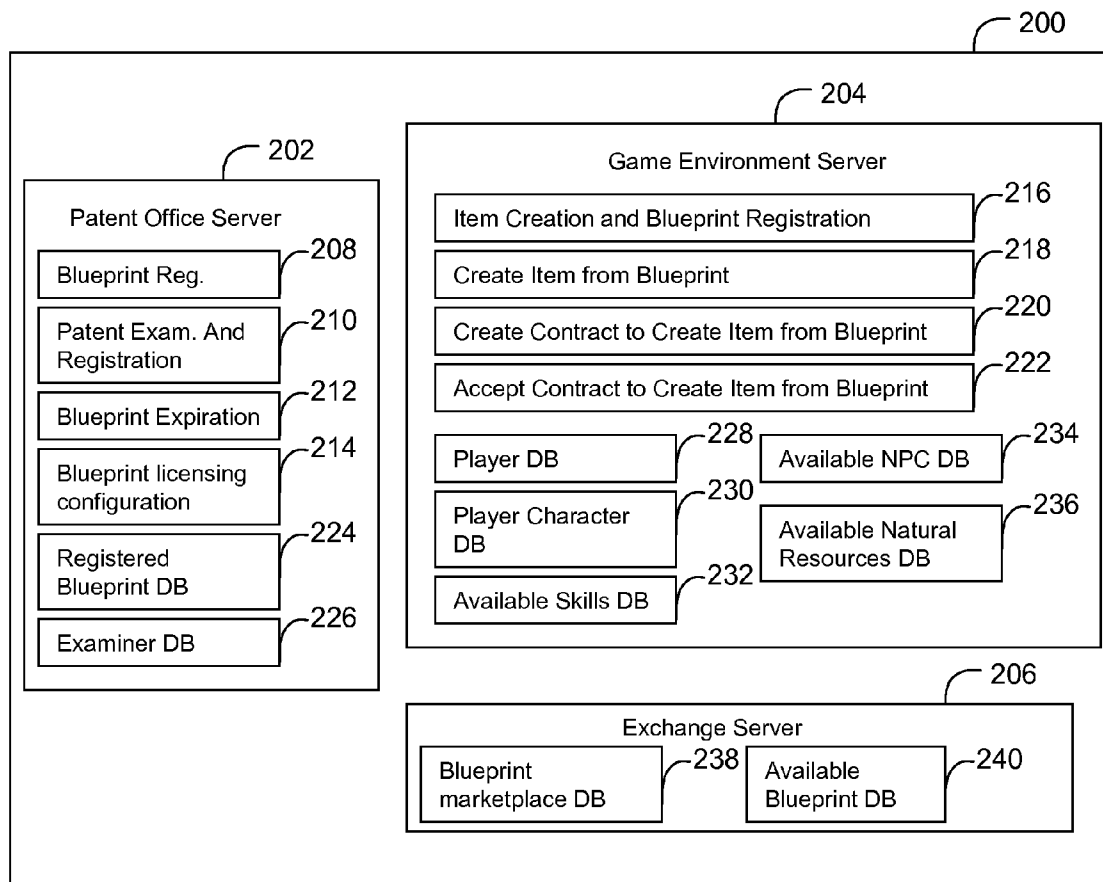 200
202
Patent Office Server
Blueprint Reg.
208
Patent Exam. And
Registration
210
Blueprint Expiration
212
Blueprint licensing
configuration
214
Registered
Blueprint DB
224
Examiner DB
226
204
Game Environment Server
Item Creation and Blueprint Registration
216
Create Item from Blueprint
218
Create Contract to Create Item from Blueprint
220
Accept Contract to Create Item from Blueprint
222
Player DB
228
Player Character
DB
230
Available Skills DB
232
Available NPC DB
234
Available Natural
Resources DB
236
206
Exchange Server
Blueprint
marketplace DB
238
Available
Blueprint DB
240